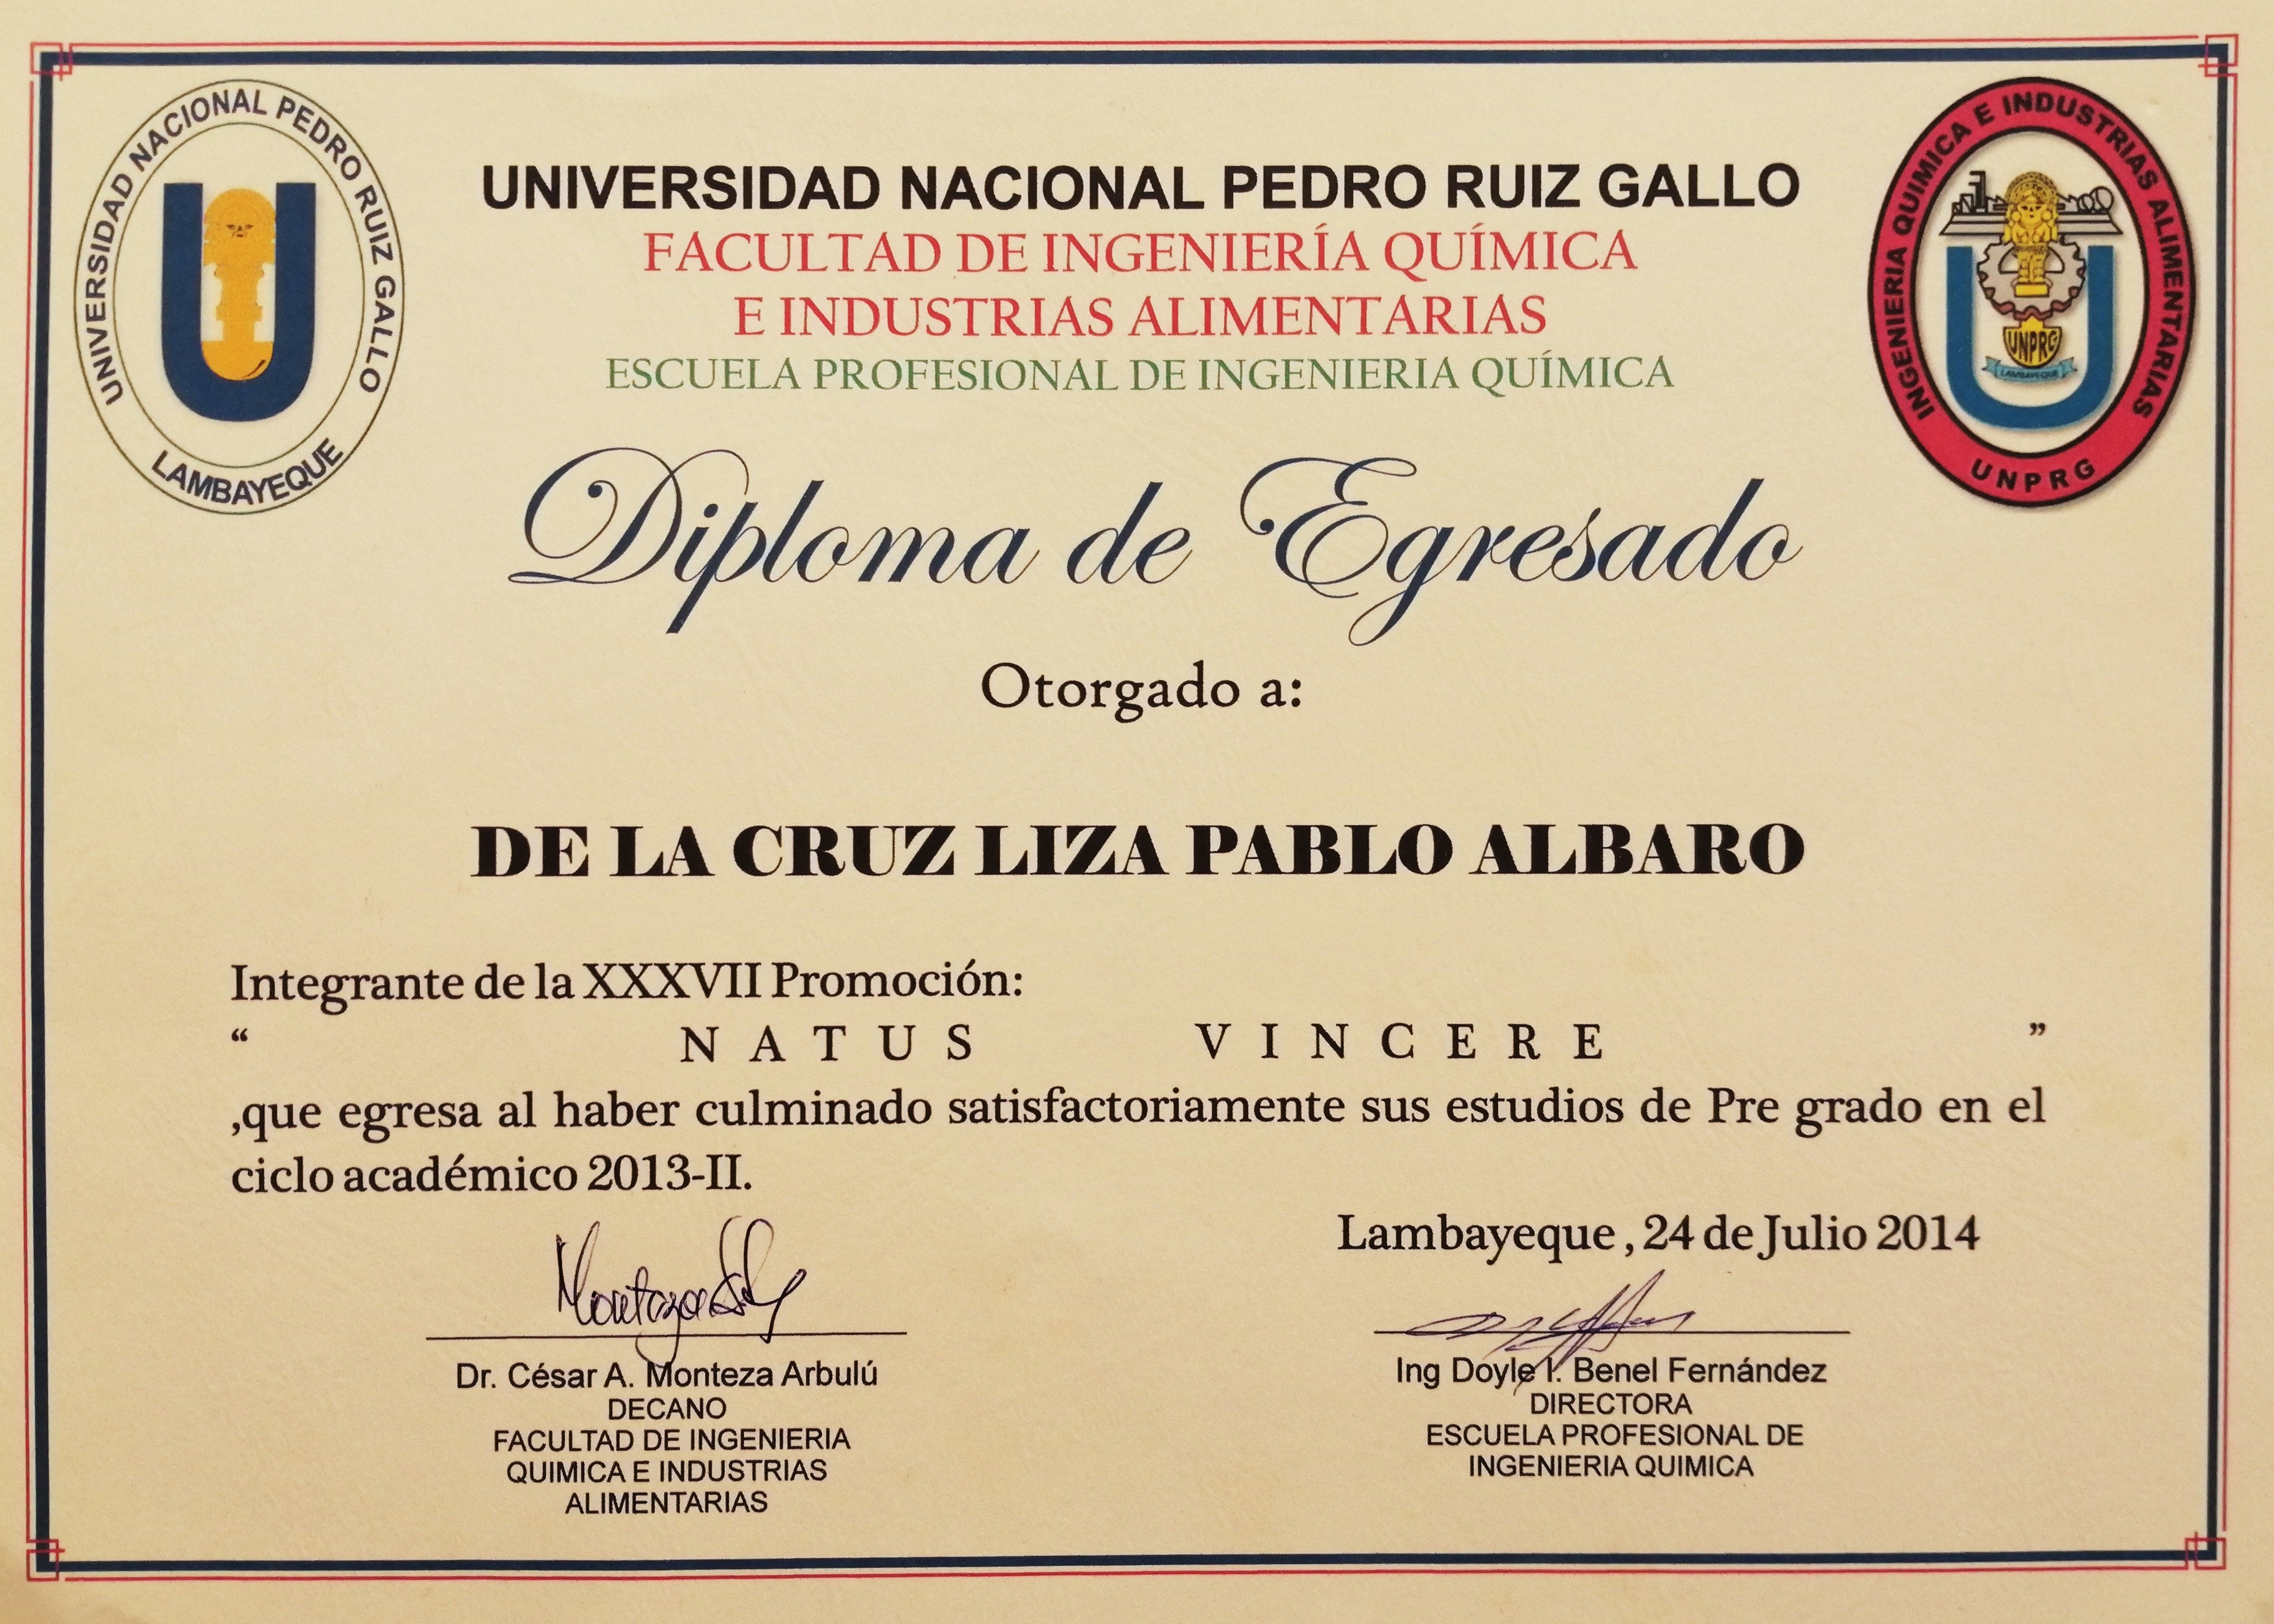 UNIVERSIDAD NACIONAL PEDRO RUIZ GALLO
LAMBAYEQUE
INGENIERIA QUIMICA E INDUSTRIAS ALIMENTARIAS
UNPRG
LAMBAYEQUE
UNPRG
UNIVERSIDAD NACIONAL PEDRO RUIZ GALLO
FACULTAD DE INGENIERÍA QUÍMICA
E INDUSTRIAS ALIMENTARIAS
ESCUELA PROFESIONAL DE INGENIERIA QUÍMICA
Diploma de Egresado
Otorgado a:
DE LA CRUZ LIZA PABLO ALBARO
Integrante de la XXXVII Promoción:
“ NATUS VINCERE ”
,que egresa al haber culminado satisfactoriamente sus estudios de Pre grado en el
ciclo académico 2013-II.
Lambayeque , 24 de Julio 2014
Dr. César A. Monteza Arbulú
DECANO
FACULTAD DE INGENIERIA
QUIMICA E INDUSTRIAS
ALIMENTARIAS
Ing Doyle I. Benel Fernández
DIRECTORA
ESCUELA PROFESIONAL DE
INGENIERIA QUIMICA